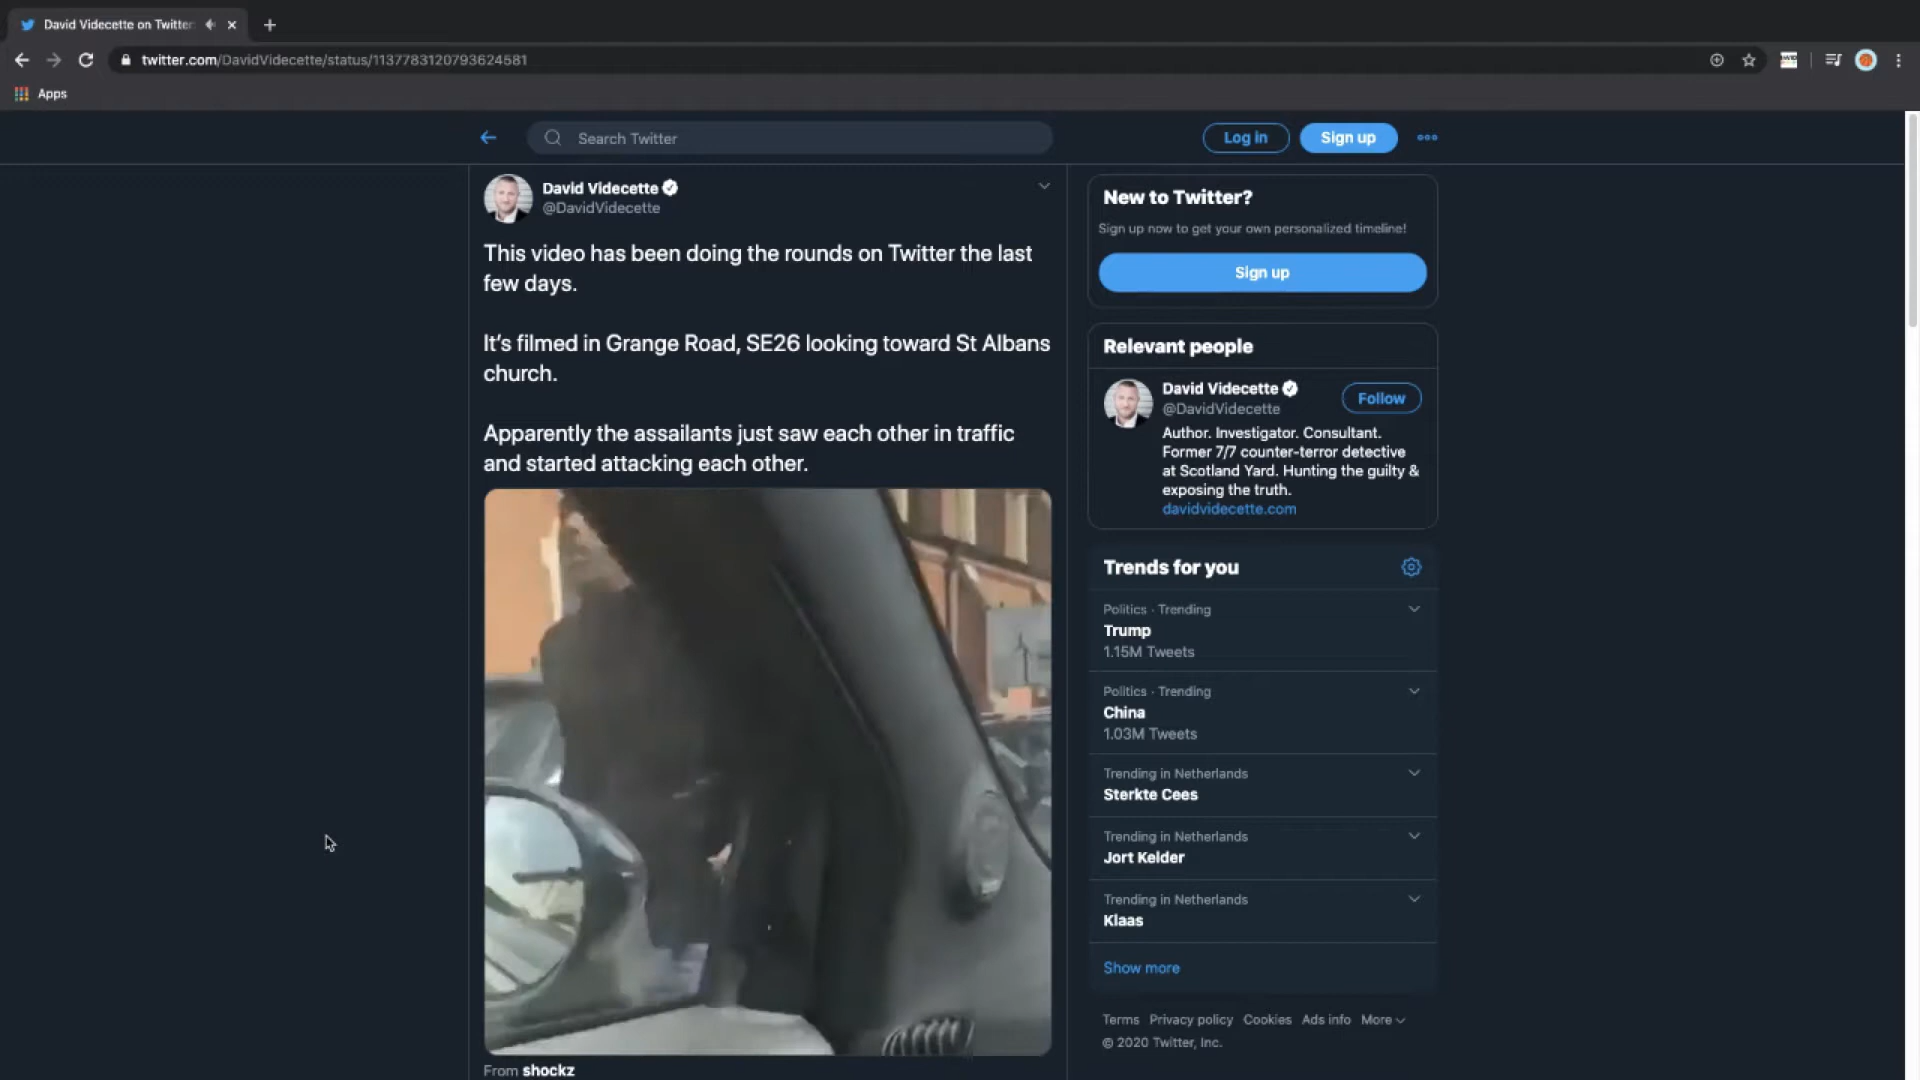 David Videcette on Twitter
twitter.com/DavidVidecette/status/1137783120793624581
Apps
Search Twitter
Log in
Sign up
David Videcette
@DavidVidecette
This video has been doing the rounds on Twitter the last
few days.
It's filmed in Grange Road, SE26 looking toward St Albans
church.
Apparently the assailants just saw each other in traffic
and started attacking each other.
From shockz
New to Twitter?
Sign up now to get your own personalized timeline!
Sign up
Relevant people
David Videcette
@DavidVidecette
Follow
Author. Investigator. Consultant.
Former 7/7 counter-terror detective
at Scotland Yard. Hunting the guilty &
exposing the truth.
davidvidecette.com
Trends for you
Politics · Trending
Trump
1.15M Tweets
Politics · Trending
China
1.03M Tweets
Trending in Netherlands
Sterkte Cees
Trending in Netherlands
Jort Kelder
Trending in Netherlands
Klaas
Show more
Terms Privacy policy Cookies Ads info More
© 2020 Twitter, Inc.